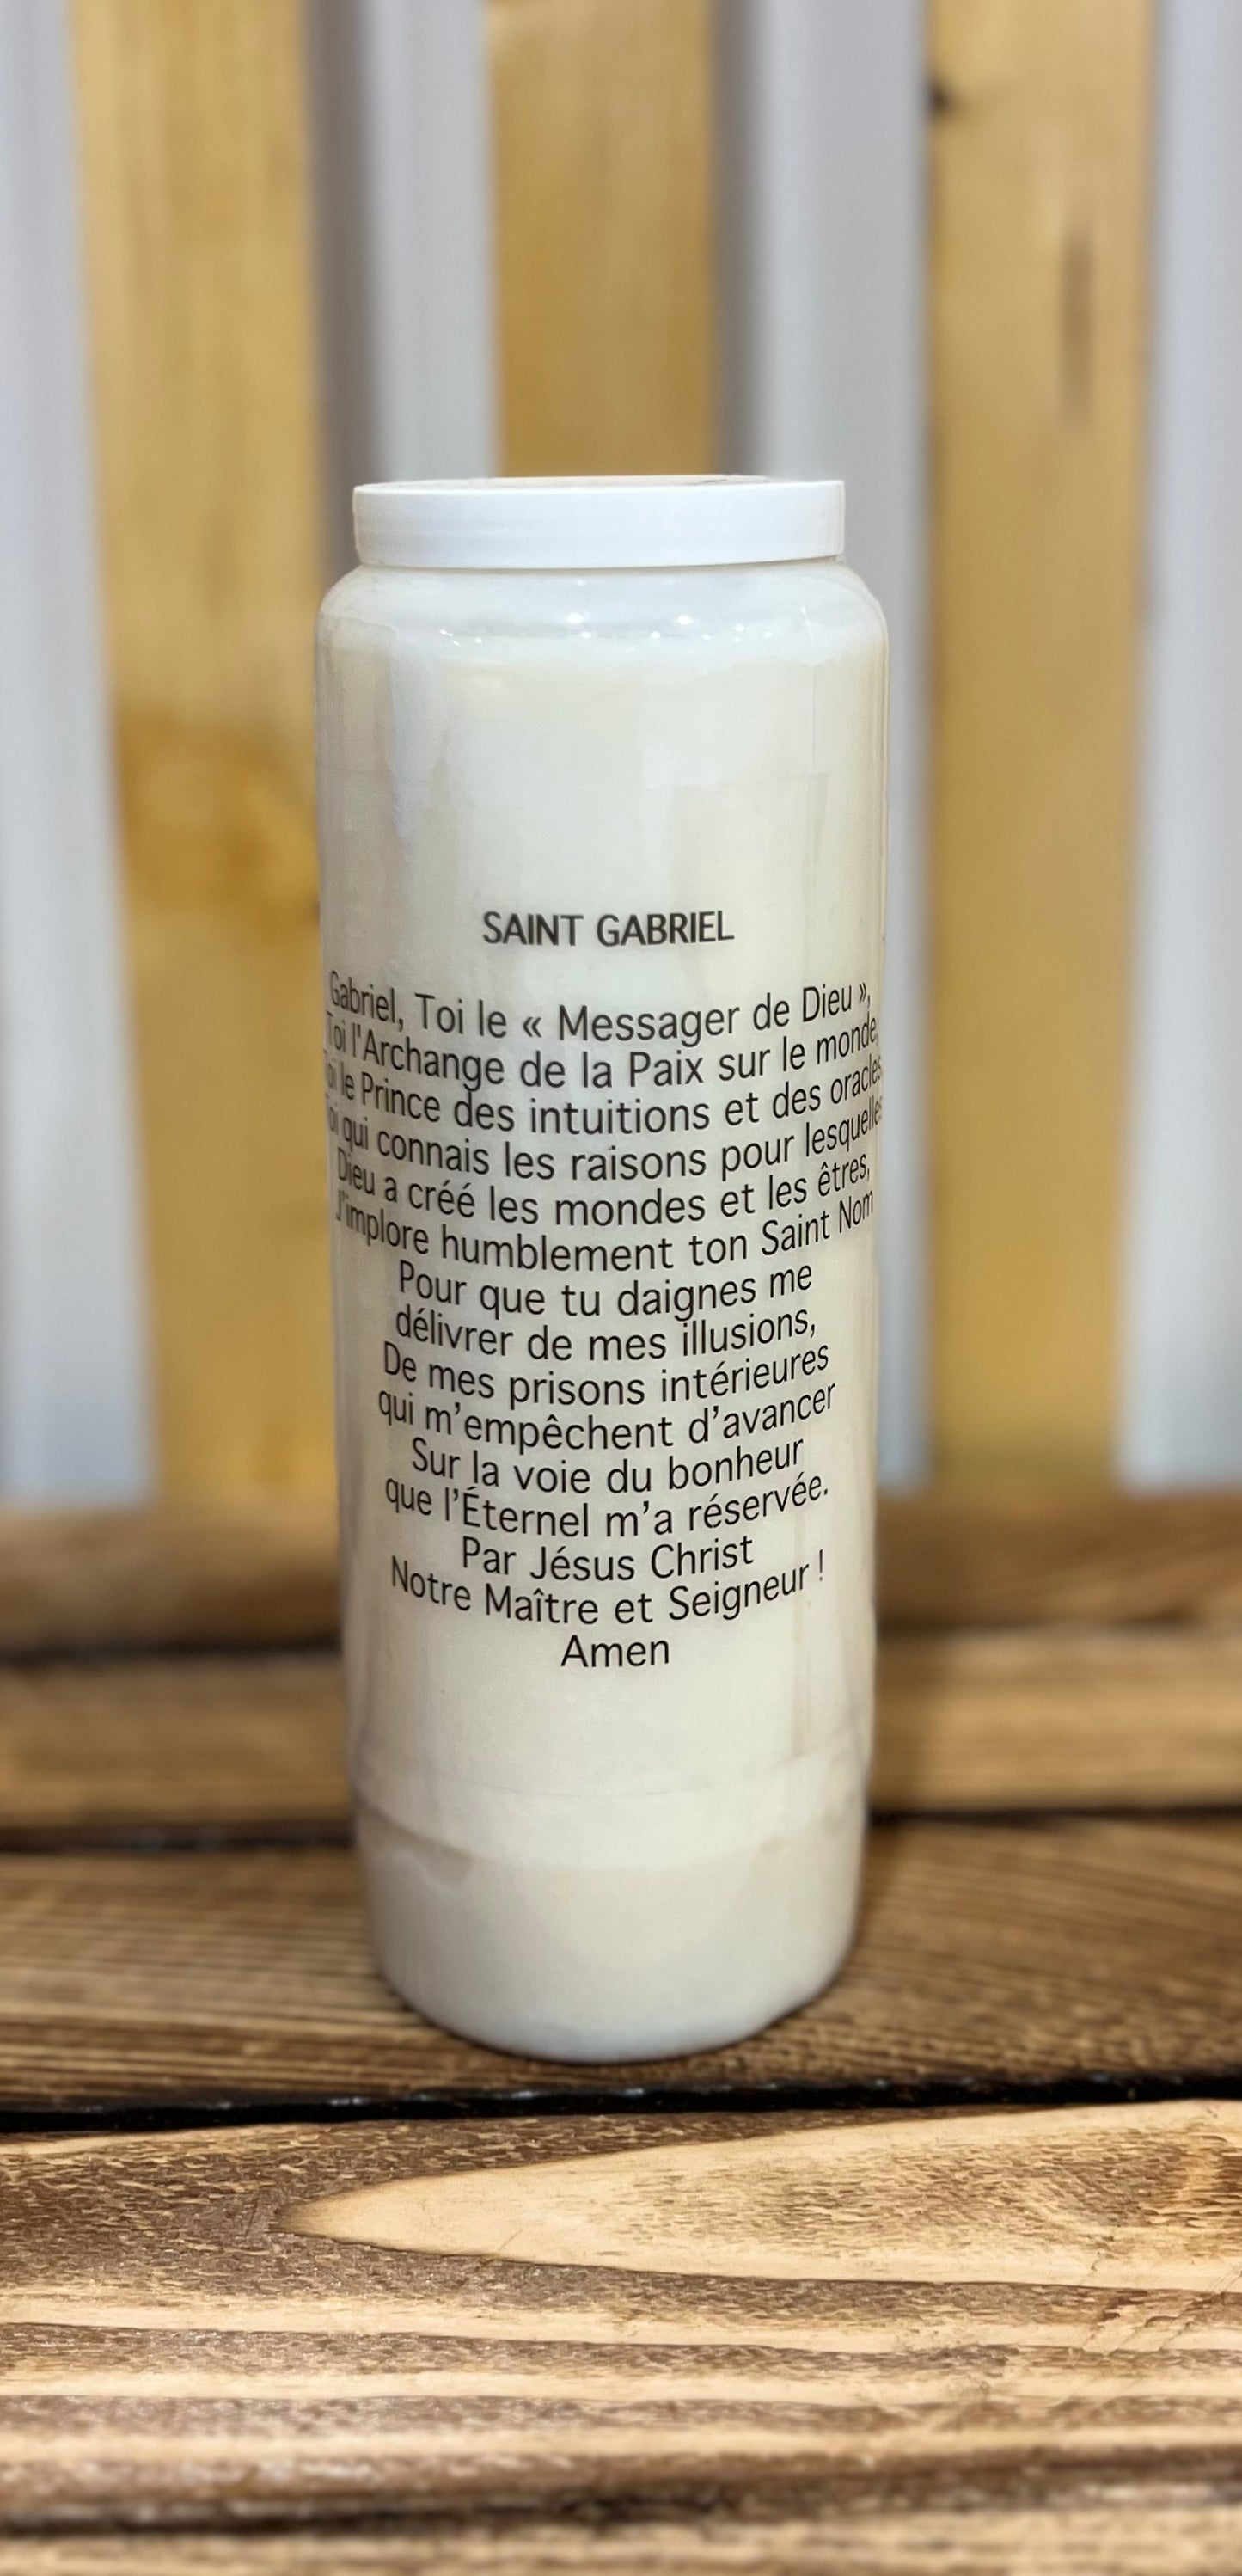 SAINT GABRIEL
Gabriel, Toi le « Messager de Dieu »,
Toi l'Archange de la Paix sur le monde,
Toi le Prince des intuitions et des oracles
Toi qui connais les raisons pour lesquelles
Dieu a créé les mondes et les êtres,
J'implore humblement ton Saint Nom
Pour que tu daignes me
délivrer de mes illusions,
De mes prisons intérieures
qui m'empêchent d'avancer
Sur la voie du bonheur
que l'Éternel m'a réservée.
Par Jésus Christ
Notre Maître et Seigneur !
Amen